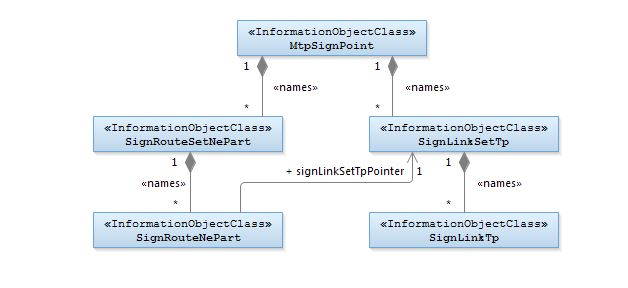 «InformationObjectClass»
MtpSignPoint
1
1
«names»
«names»
*
*
«InformationObjectClass»
SignRouteSetNePart
«InformationObjectClass»
SignLinkSetTp
1
+ signLinkSetTpPointer
1
1
«names»
«names»
*
*
«InformationObjectClass»
SignRouteNePart
«InformationObjectClass»
SignLinkTp